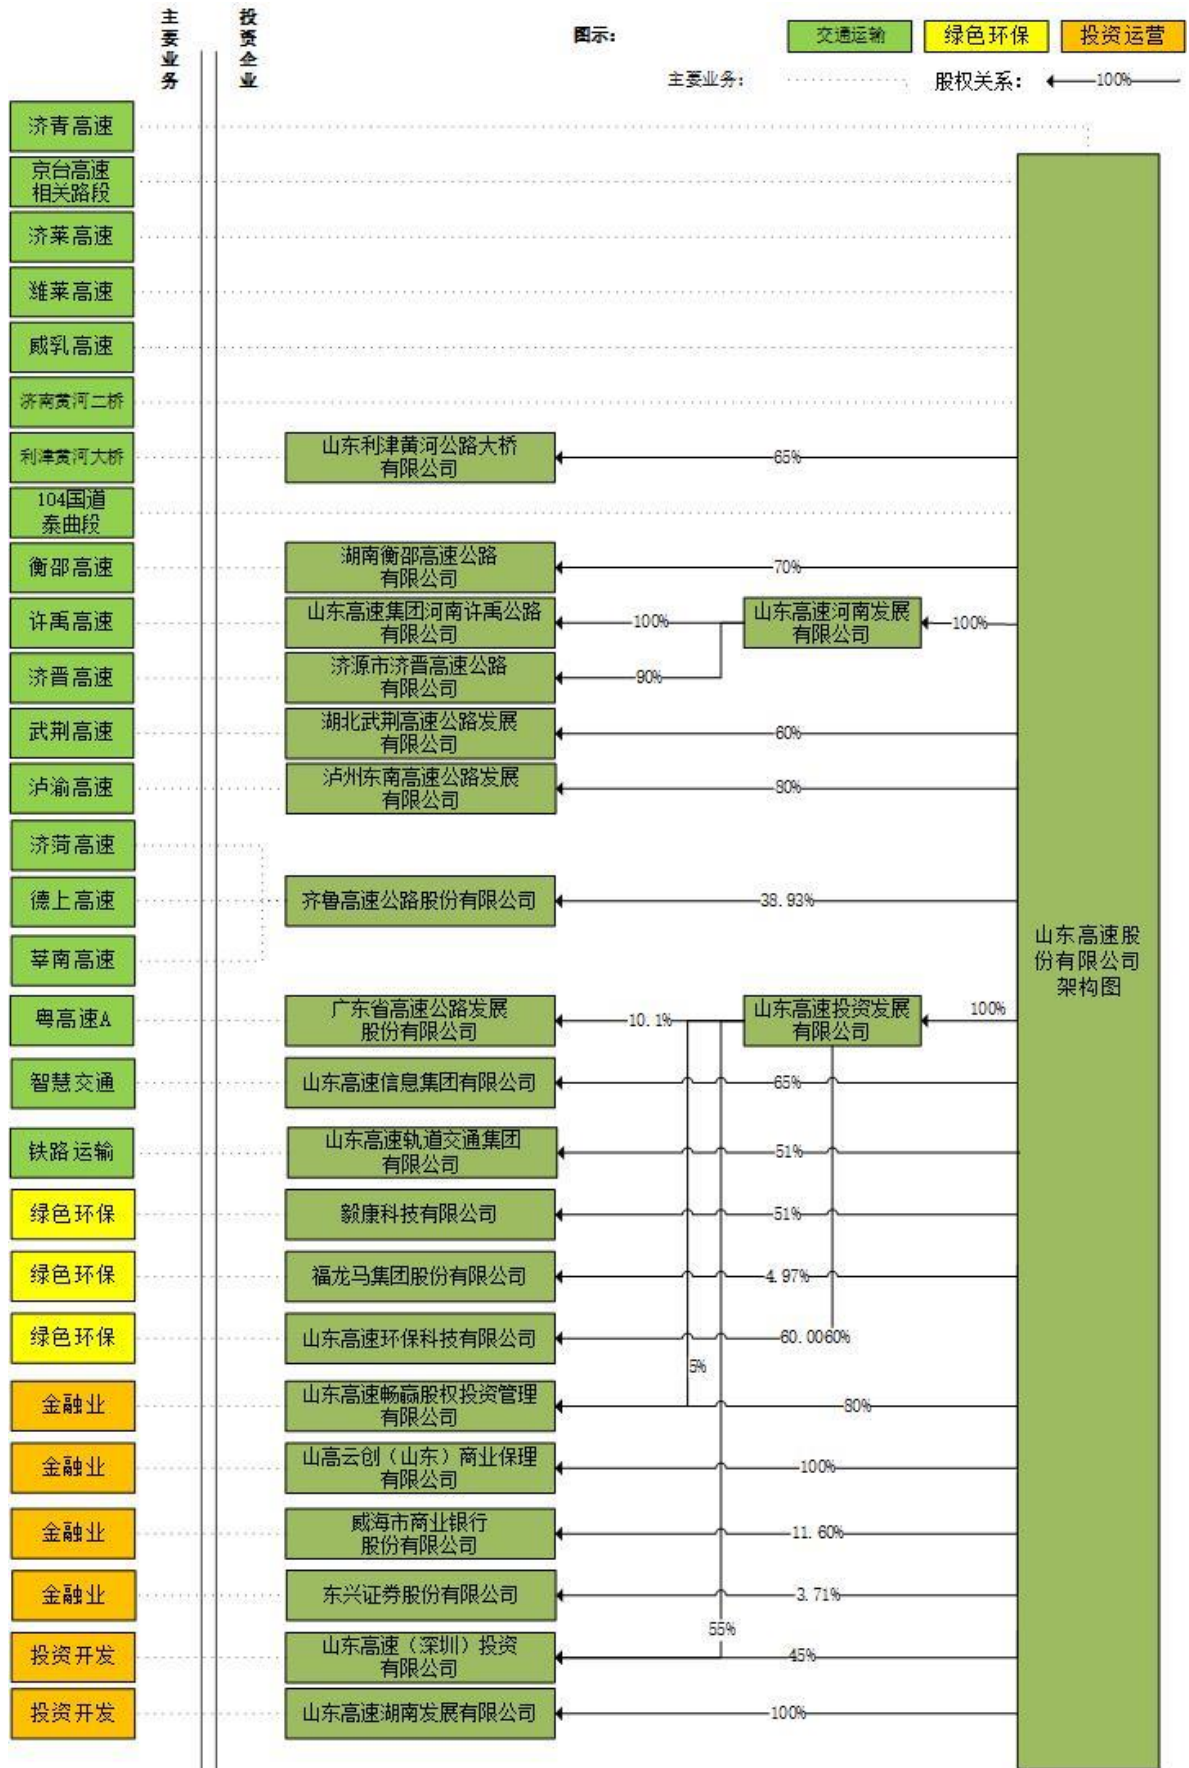 主要业务
投资企业
图示：
交通运输
绿色环保
投资运营
主要业务：
股权关系：
100%
济青高速
京台高速
相关路段
济莱高速
潍莱高速
威乳高速
济南黄河二桥
利津黄河大桥
山东利津黄河公路大桥
有限公司
65%
104国道
泰曲段
衡邵高速
湖南衡邵高速公路
有限公司
70%
许禹高速
山东高速集团河南许禹公路
有限公司
100%
山东高速河南发展
有限公司
100%
济晋高速
济源市济晋高速公路
有限公司
90%
武荆高速
湖北武荆高速公路发展
有限公司
60%
泸渝高速
泸州东南高速公路发展
有限公司
80%
济菏高速
德上高速
齐鲁高速公路股份有限公司
38.93%
莘南高速
山东高速股
份有限公司
架构图
粤高速A
广东省高速公路发展
股份有限公司
10.1%
山东高速投资发展
有限公司
100%
智慧交通
山东高速信息集团有限公司
65%
铁路运输
山东高速轨道交通集团
有限公司
51%
绿色环保
毅康科技有限公司
51%
绿色环保
福龙马集团股份有限公司
4.97%
绿色环保
山东高速环保科技有限公司
60.0060%
5%
金融业
山东高速畅赢股权投资管理
有限公司
80%
金融业
山高云创（山东）商业保理
有限公司
100%
金融业
威海市商业银行
股份有限公司
11.60%
金融业
东兴证券股份有限公司
3.71%
55%
投资开发
山东高速（深圳）投资
有限公司
45%
投资开发
山东高速湖南发展有限公司
100%